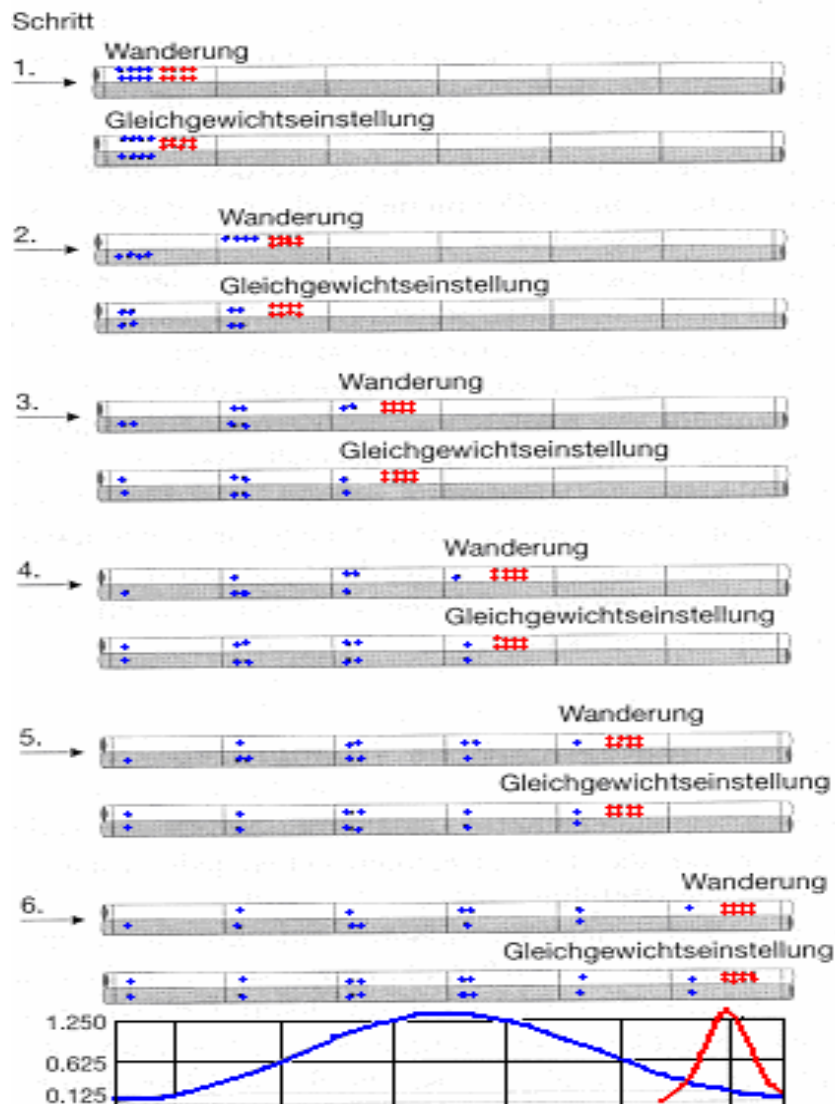 Schritt
Wanderung
1.
Gleichgewichtseinstellung
Wanderung
2.
Gleichgewichtseinstellung
Wanderung
3.
Gleichgewichtseinstellung
Wanderung
4.
Gleichgewichtseinstellung
Wanderung
5.
Gleichgewichtseinstellung
Wanderung
6.
Gleichgewichtseinstellung
1.250
0.625
0.125